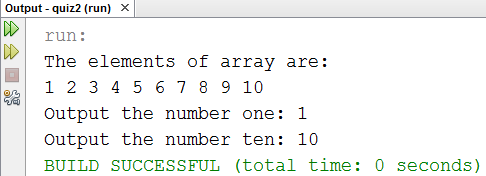 Output - quiz2 (run) ×
run:
The elements of array are:
1 2 3 4 5 6 7 8 9 10
Output the number one: 1
Output the number ten: 10
BUILD SUCCESSFUL (total time: 0 seconds)